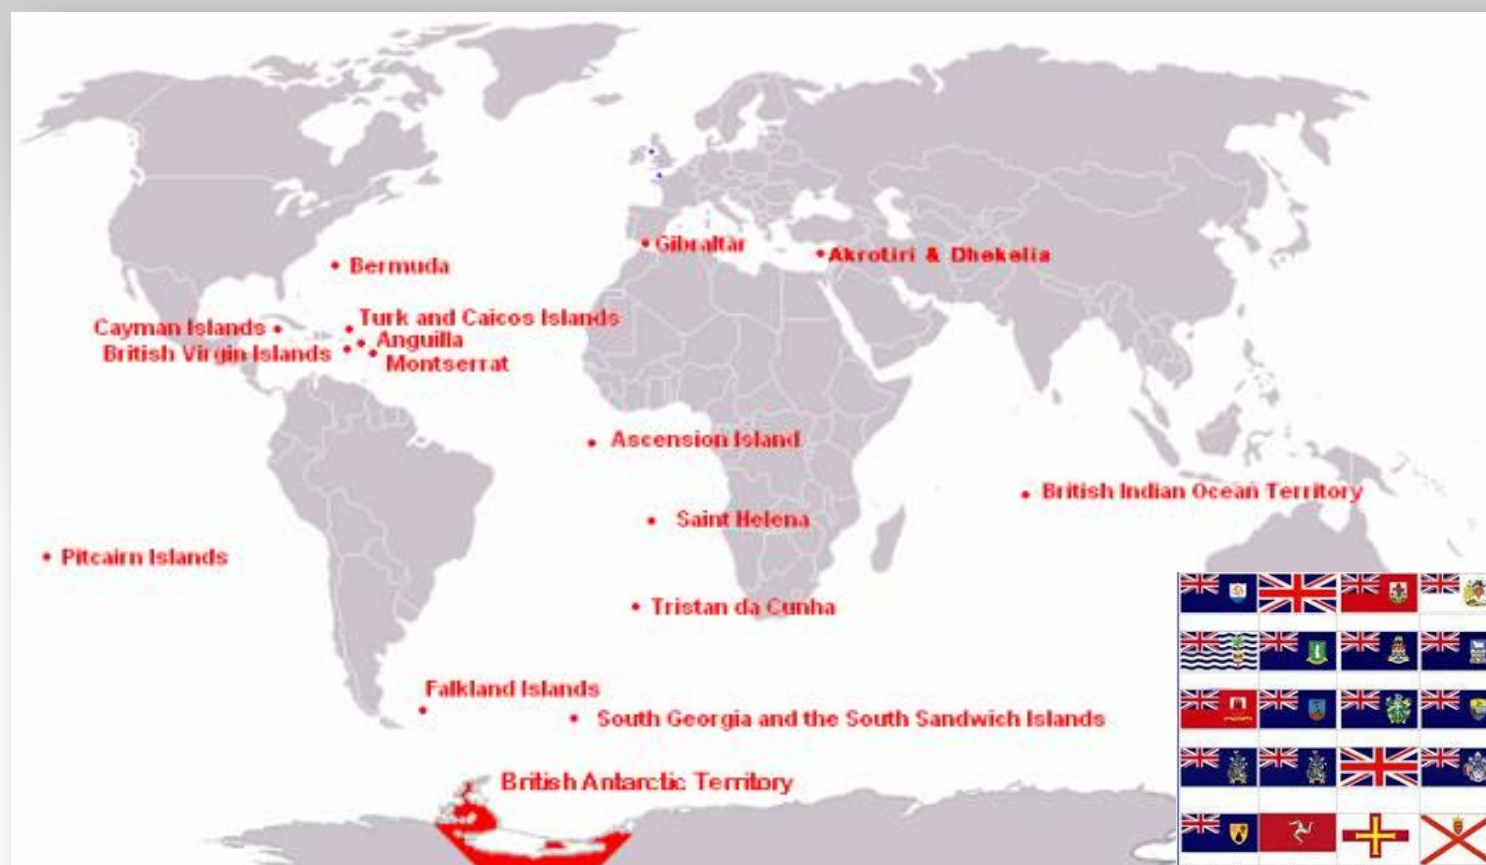 Gibraltar
Akrotiri & Dhekelia
Bermuda
Turk and Caicos Islands
Cayman Islands
Anguilla
British Virgin Islands
Montserrat
Ascension Island
British Indian Ocean Territory
Saint Helena
Pitcairn Islands
Tristan da Cunha
Falkland Islands
South Georgia and the South Sandwich Islands
British Antarctic Territory